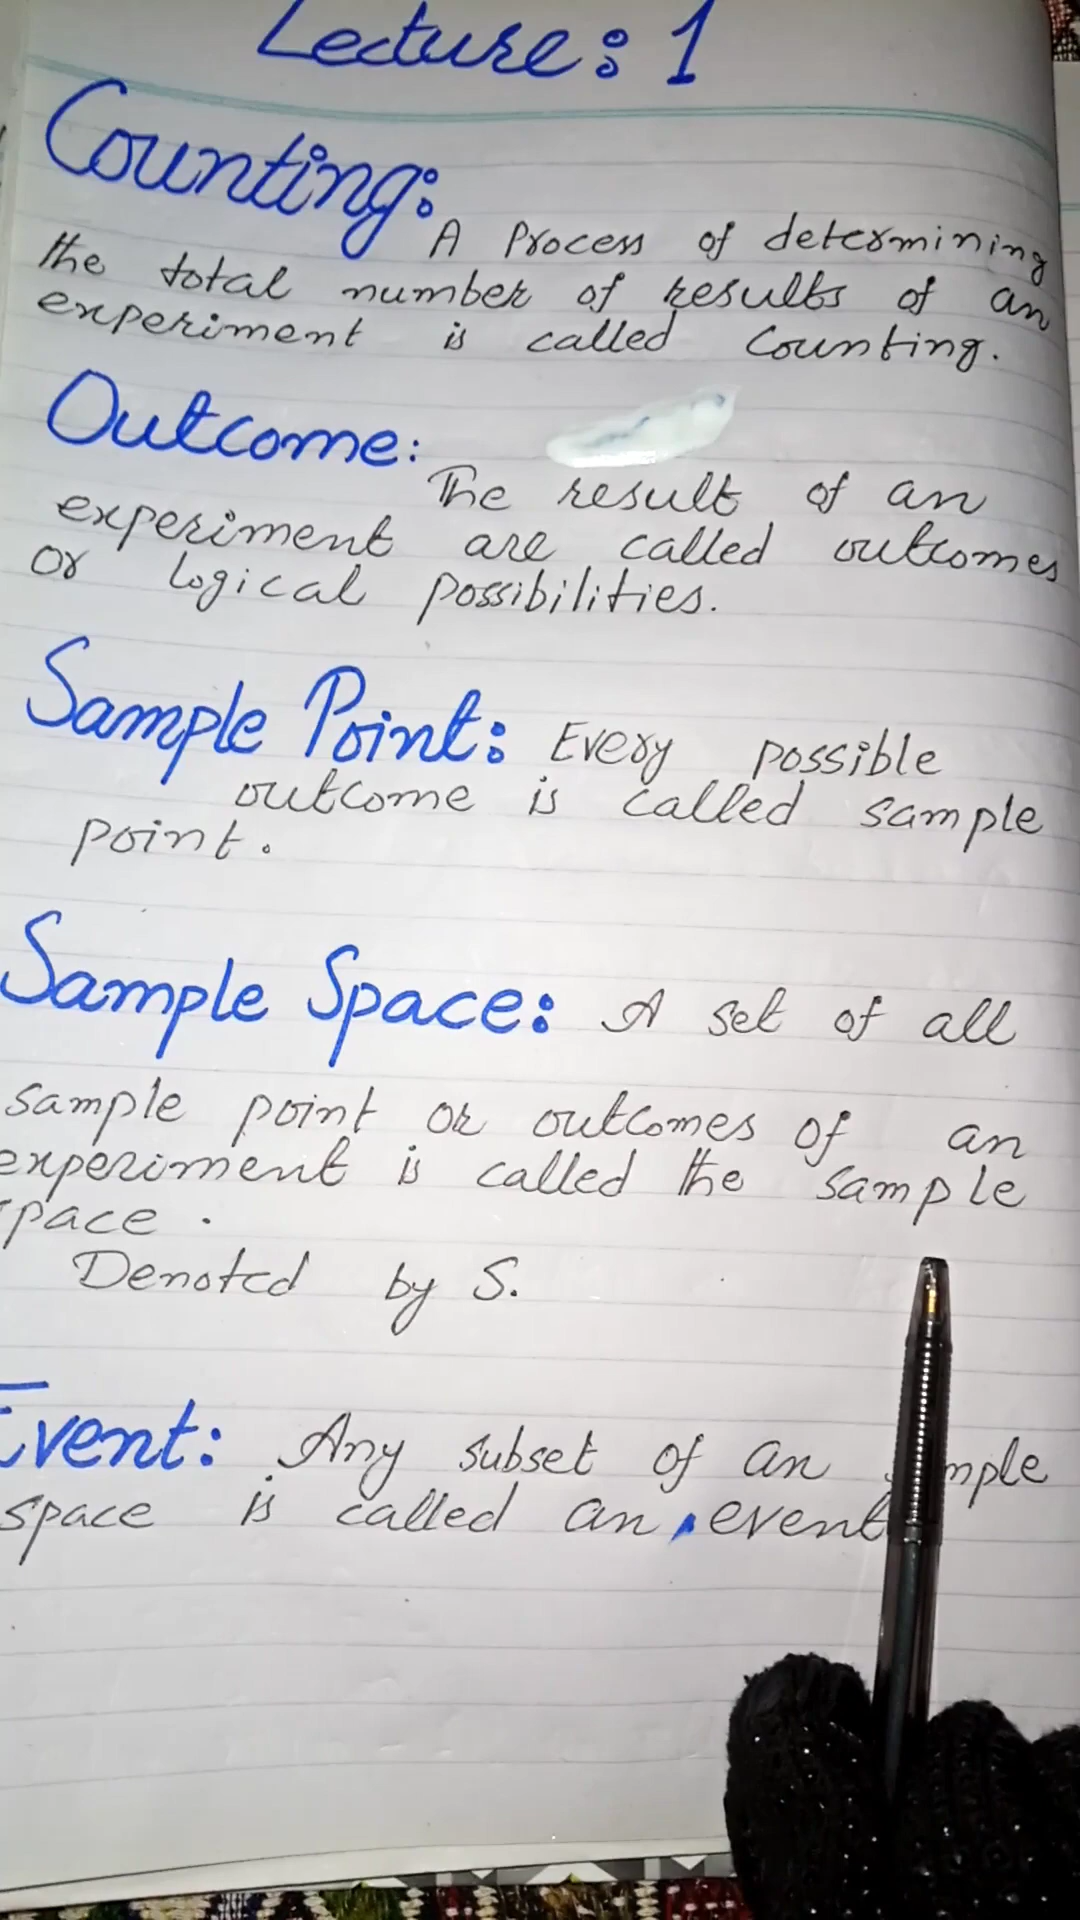 Lecture: 1
Counting:
A Process of determining
the total number of results of an
experiment is called Counting.
Outcome:
The result of an
experiment are called outcomes
or logical possibilities.
Sample Point: Every possible
outcome is called sample
point.
Sample Space: A set of all
sample point or outcomes of an
experiment is called the sample
space.
Denoted by S.
Event: Any subset of an
space is called an event